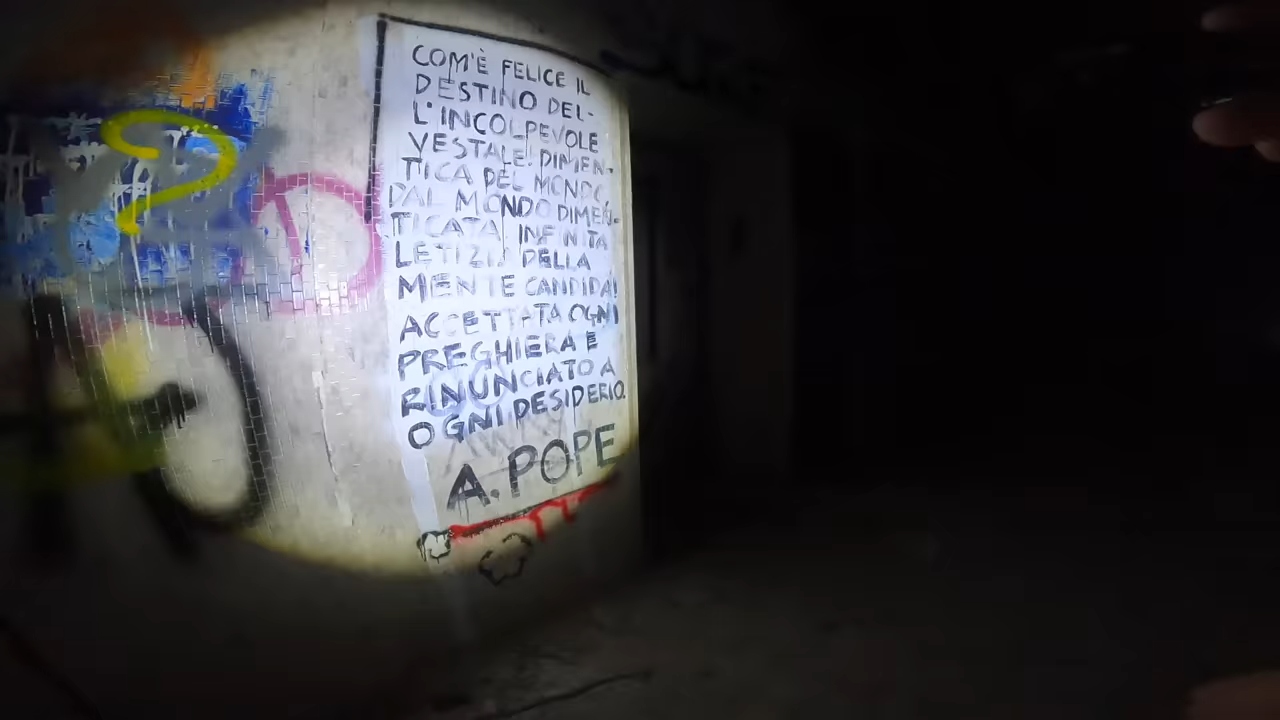 COM'È FELICE IL
DESTINO DEL-
L'INCOLPEVOLE
VESTALE! DIMEN-
TICA DEL MONDO,
DAL MONDO DIMEN-
TICATA. INFINITA
LETIZIA DELLA
MENTE CANDIDA!
ACCETTATA OGNI
PREGHIERA E
RINUNCIATO A
OGNI DESIDERIO.
A. POPE